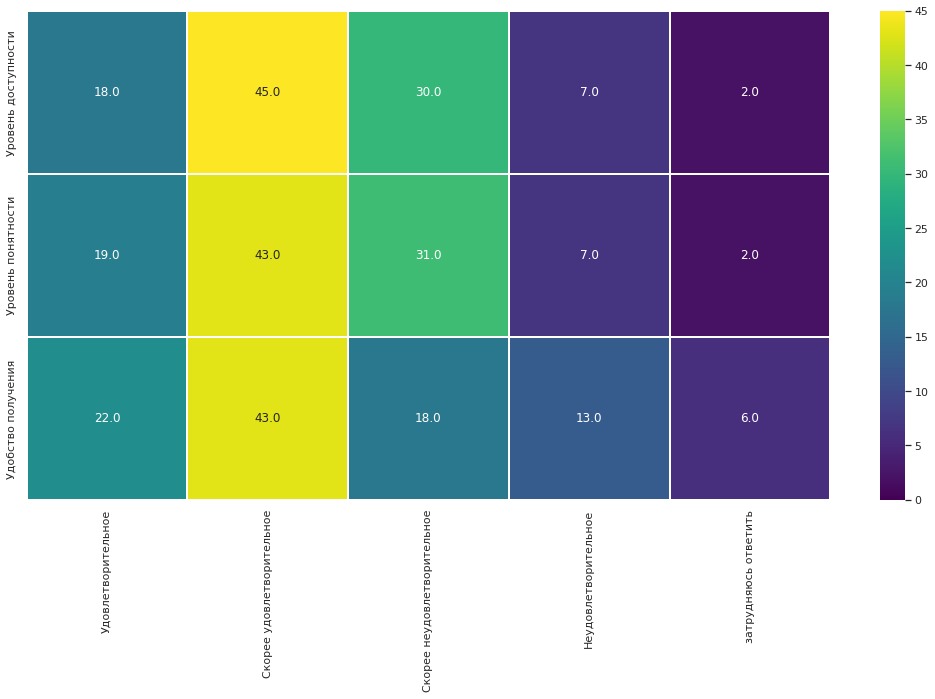 Уровень доступности
18.0 45.0 30.0 7.0 2.0
Уровень понятности
19.0 43.0 31.0 7.0 2.0
Удобство получения
22.0 43.0 18.0 13.0 6.0
Удовлетворительное
Скорее удовлетворительное
Скорее неудовлетворительное
Неудовлетворительное
затрудняюсь ответить
45
40
35
30
25
20
15
10
5
0